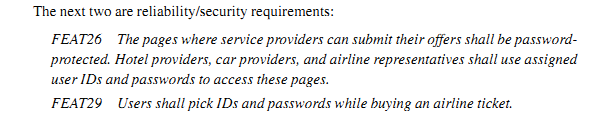 The next two are reliability/security requirements:
FEAT26 The pages where service providers can submit their offers shall be password-
protected. Hotel providers, car providers, and airline representatives shall use assigned
user IDs and passwords to access these pages.
FEAT29 Users shall pick IDs and passwords while buying an airline ticket.